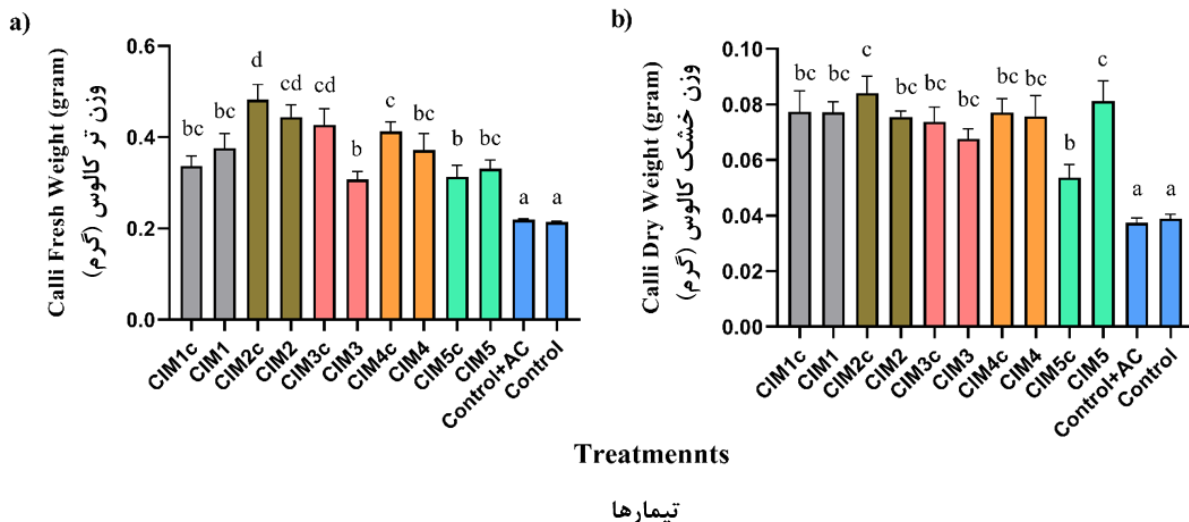 a)
Calli Fresh Weight (gram)
وزن تر کالوس (گرم)
0.6
0.4
0.2
0.0
bc
bc
d
cd
cd
b
c
bc
b
bc
a
a
CIM1c
CIM1
CIM2c
CIM2
CIM3c
CIM3
CIM4c
CIM4
CIM5c
CIM5
Control+AC
Control
b)
Calli Dry Weight (gram)
وزن خشک کالوس (گرم)
0.10
0.08
0.06
0.04
0.02
0.00
bc
bc
c
bc
bc
bc
bc
bc
b
c
a
a
CIM1c
CIM1
CIM2c
CIM2
CIM3c
CIM3
CIM4c
CIM4
CIM5c
CIM5
Control+AC
Control
Treatmennts
تیمارها